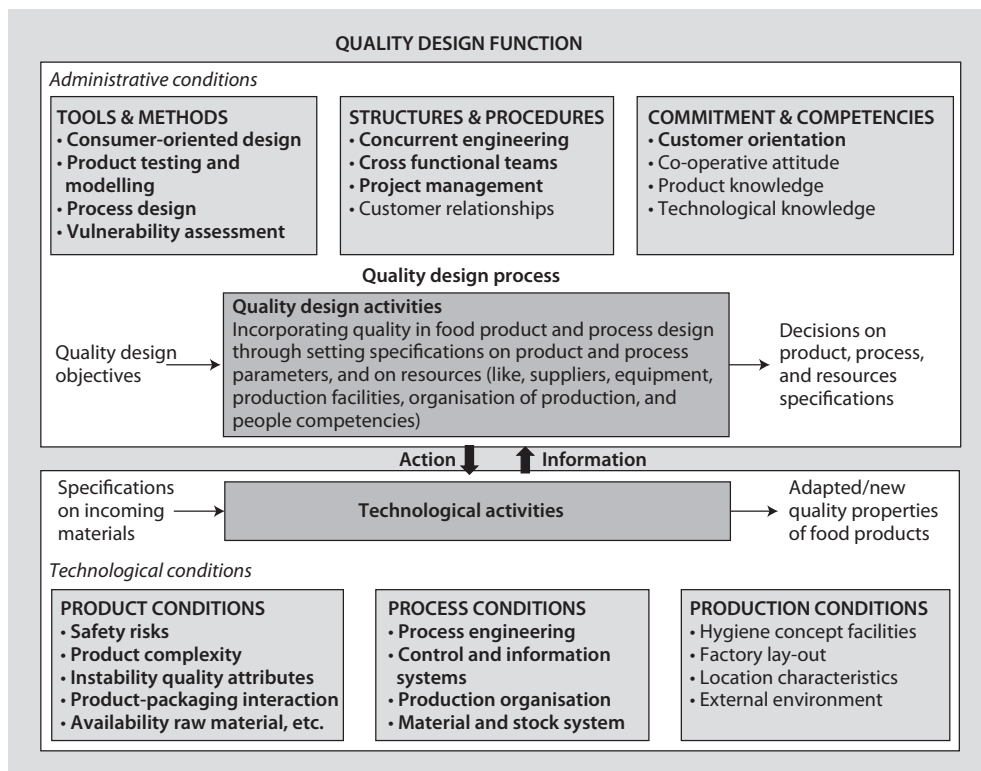 QUALITY DESIGN FUNCTION
Administrative conditions
TOOLS & METHODS
• Consumer-oriented design
• Product testing and
modelling
• Process design
• Vulnerability assessment
STRUCTURES & PROCEDURES
• Concurrent engineering
• Cross functional teams
• Project management
• Customer relationships
COMMITMENT & COMPETENCIES
• Customer orientation
• Co-operative attitude
• Product knowledge
• Technological knowledge
Quality design process
Quality design
objectives
Quality design activities
Incorporating quality in food product and process design
through setting specifications on product and process
parameters, and on resources (like, suppliers, equipment,
production facilities, organisation of production, and
people competencies)
Decisions on
product, process,
and resources
specifications
Action
Information
Specifications
on incoming
materials
Technological activities
Adapted/new
quality properties
of food products
Technological conditions
PRODUCT CONDITIONS
• Safety risks
• Product complexity
• Instability quality attributes
• Product-packaging interaction
• Availability raw material, etc.
PROCESS CONDITIONS
• Process engineering
• Control and information
systems
• Production organisation
• Material and stock system
PRODUCTION CONDITIONS
• Hygiene concept facilities
• Factory lay-out
• Location characteristics
• External environment